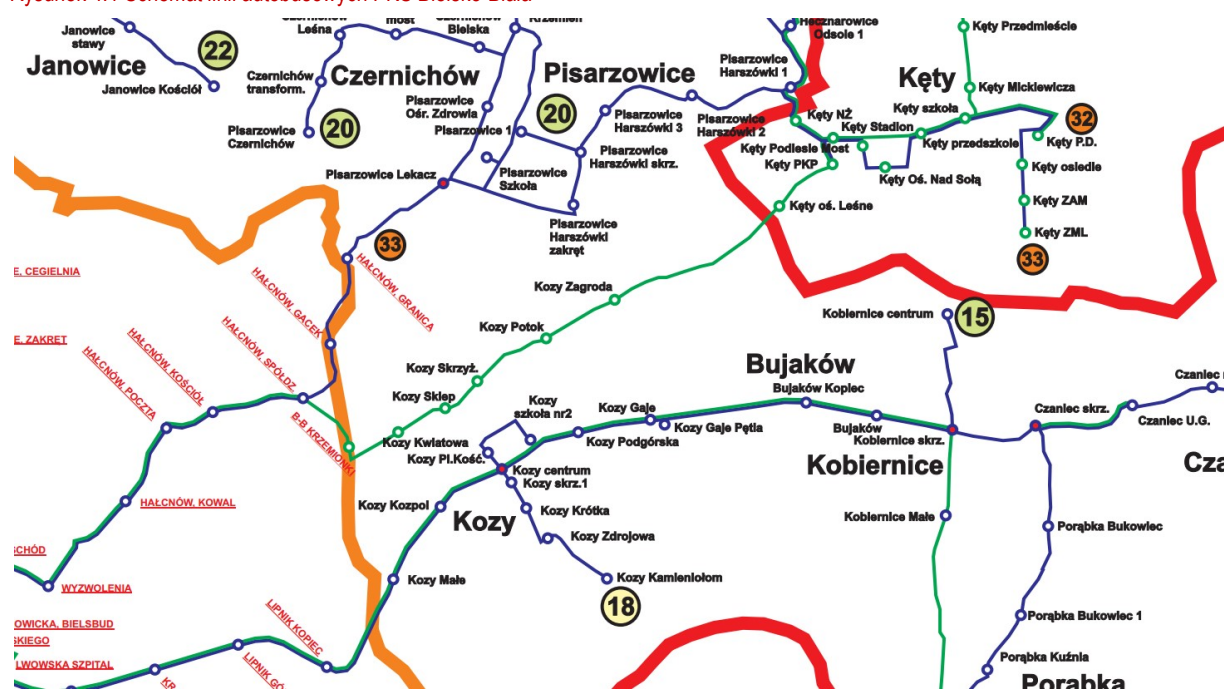 Janowice
stawy
Janowice
Janowice Kościół
22
Leśna
most
Bielska
Krzemień
Czernichów
transform.
Czernichów
20
Pisarzowice
Czernichów
Pisarzowice
Ośr. Zdrowia
Pisarzowice 1
Pisarzowice
20
Pisarzowice
Harszówki 3
Pisarzowice
Harszówki skrz.
Pisarzowice
Szkoła
Pisarzowice
Harszówki
zakręt
Pisarzowice Lekacz
33
Hecznarowice
Odsole 1
Pisarzowice
Harszówki 1
Pisarzowice
Harszówki 2
Kęty Przedmieście
Kęty
Kęty Mickiewicza
Kęty szkoła
Kęty NŻ
Kęty Stadion
Kęty przedszkole
Kęty Podlesie Most
Kęty PKP
32
Kęty P.D.
Kęty osiedle
Kęty Oś. Nad Sołą
Kęty ZAM
Kęty oś. Leśne
Kęty ZML
33
E, CEGIELNIA
HAŁCNÓW, GRANICA
HAŁCNÓW, GACEK
HAŁCNÓW, SPÓŁDZ.
HAŁCNÓW, KOŚCIÓŁ
HAŁCNÓW, POCZTA
E, ZAKRĘT
B-B KRZEMIONKI
HAŁCNÓW, KOWAL
SCHÓD
WYZWOLENIA
OWICKA, BIELSBUD
SKIEGO
LWOWSKA SZPITAL
LIPNIK KOPIEC
Kozy Zagroda
Kozy Potok
Kozy Skrzyż.
Kozy Sklep
Kozy Kwiatowa
Kozy
szkoła nr2
Kozy Pl.Kość.
Kozy Gaje
Kozy Gaje Pętla
Kozy Podgórska
Kozy centrum
Kozy skrz.1
Kozy Kozpol
Kozy
Kozy Krótka
Kozy Zdrojowa
Kozy Małe
Kozy Kamieniołom
18
Kobiernice centrum
15
Bujaków
Bujaków Kopiec
Bujaków
Kobiernice skrz.
Kobiernice
Kobiernice Małe
Czaniec
Czaniec skrz.
Czaniec U.G.
Cza
Porąbka Bukowiec
Porąbka Bukowiec 1
Porąbka Kuźnia
Porąbka